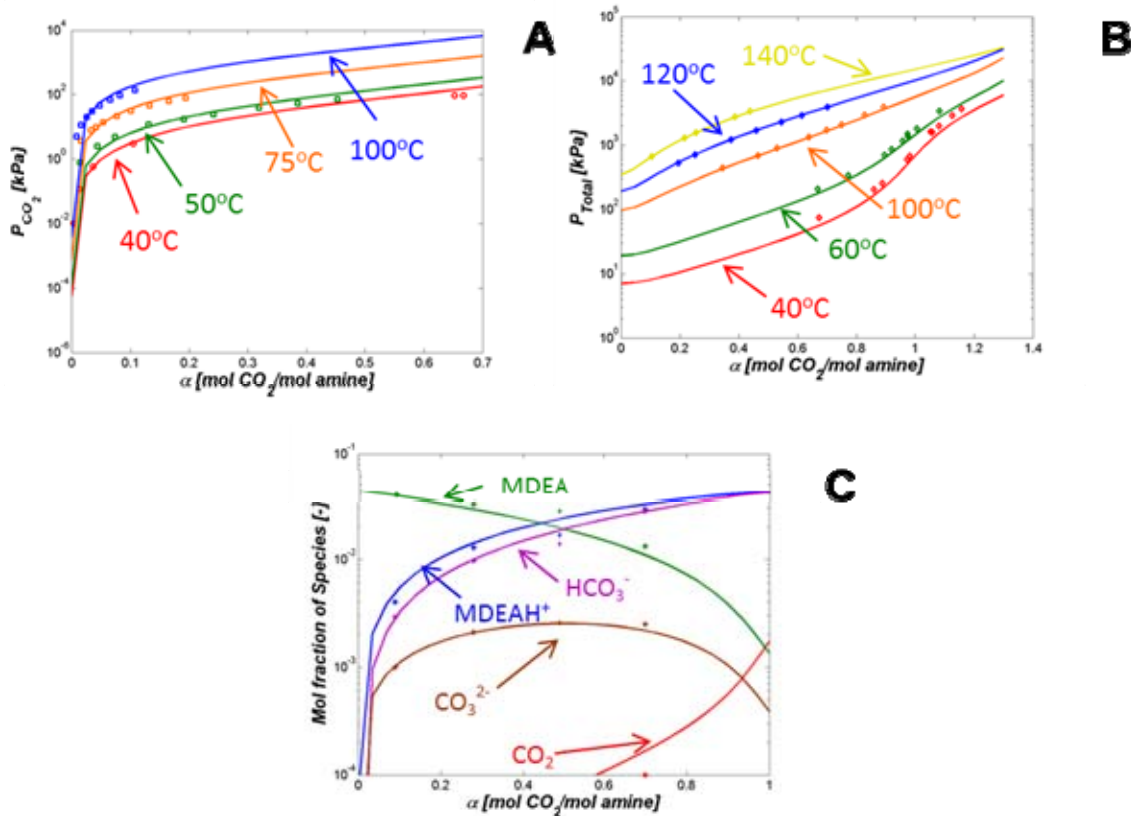 A
10^4
10^2
10^0
10^-2
10^-4
10^-6
P_CO2 [kPa]
100°C
75°C
50°C
40°C
0 0.1 0.2 0.3 0.4 0.5 0.6 0.7
α [mol CO2/mol amine]
B
10^5
10^4
10^3
10^2
10^1
10^0
P_Total [kPa]
140°C
120°C
100°C
60°C
40°C
0 0.2 0.4 0.6 0.8 1 1.2 1.4
α [mol CO2/mol amine]
C
10^-1
10^-2
10^-3
10^-4
Mol fraction of Species [-]
MDEA
HCO3^-
MDEAH^+
CO3^2-
CO2
0 0.2 0.4 0.6 0.8 1
α [mol CO2/mol amine]